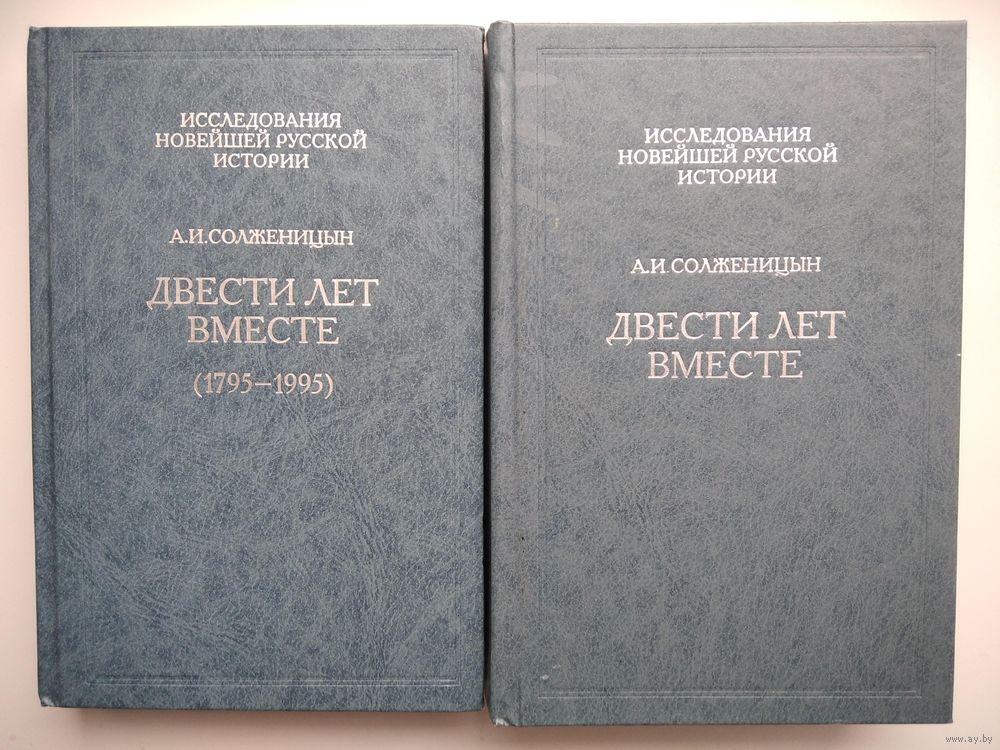 ИССЛЕДОВАНИЯ
НОВЕЙШЕЙ РУССКОЙ
ИСТОРИИ
А.И.СОЛЖЕНИЦЫН
ДВЕСТИ ЛЕТ
ВМЕСТЕ
(1795—1995)
ИССЛЕДОВАНИЯ
НОВЕЙШЕЙ РУССКОЙ
ИСТОРИИ
А.И.СОЛЖЕНИЦЫН
ДВЕСТИ ЛЕТ
ВМЕСТЕ
www.ay.by